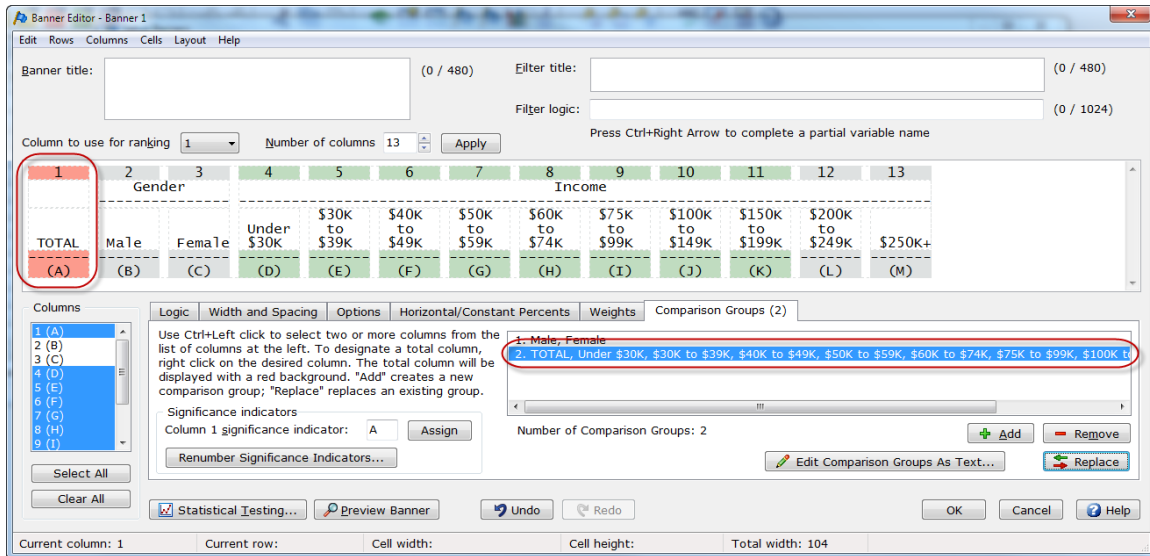 Banner Editor - Banner 1
Edit Rows Columns Cells Layout Help
Banner title: (0 / 480) Filter title: (0 / 480)
Filter logic: (0 / 1024)
Press Ctrl+Right Arrow to complete a partial variable name
Column to use for ranking 1 Number of columns 13 Apply
1 2 3 4 5 6 7 8 9 10 11 12 13
Gender Income
$30K $40K $50K $60K $75K $100K $150K $200K
Under to to to to to to to to
TOTAL Male Female $30K $39K $49K $59K $74K $99K $149K $199K $249K $250K+
(A) (B) (C) (D) (E) (F) (G) (H) (I) (J) (K) (L) (M)
Columns
1 (A)
2 (B)
3 (C)
4 (D)
5 (E)
6 (F)
7 (G)
8 (H)
9 (I)
Select All
Clear All
Logic Width and Spacing Options Horizontal/Constant Percents Weights Comparison Groups (2)
Use Ctrl+Left click to select two or more columns from the
list of columns at the left. To designate a total column,
right click on the desired column. The total column will be
displayed with a red background. "Add" creates a new
comparison group; "Replace" replaces an existing group.
Significance indicators
Column 1 significance indicator: A Assign
Renumber Significance Indicators...
1. Male, Female
2. TOTAL, Under $30K, $30K to $39K, $40K to $49K, $50K to $59K, $60K to $74K, $75K to $99K, $100K to
Number of Comparison Groups: 2 Add Remove
Edit Comparison Groups As Text... Replace
Statistical Testing... Preview Banner Undo Redo OK Cancel Help
Current column: 1 Current row: Cell width: Cell height: Total width: 104